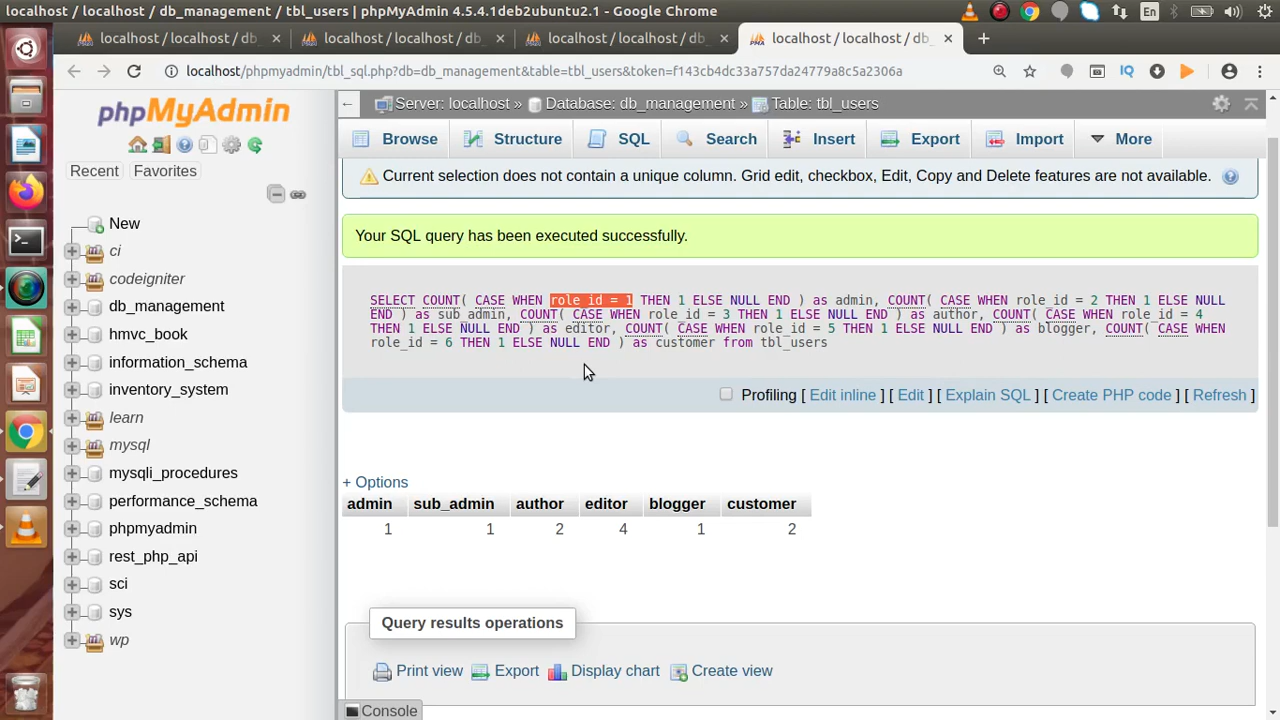 localhost / localhost / db_management / tbl_users | phpMyAdmin 4.5.4.1deb2ubuntu2.1 - Google Chrome
En
localhost / localhost / db_ × localhost / localhost / db_ × localhost / localhost / db_ × localhost / localhost / db_ × +
localhost/phpmyadmin/tbl_sql.php?db=db_management&table=tbl_users&token=f143cb4dc33a757da24779a8c5a2306a
IQ
phpMyAdmin
Recent Favorites
New
ci
codeigniter
db_management
hmvc_book
information_schema
inventory_system
learn
mysql
mysqli_procedures
performance_schema
phpmyadmin
rest_php_api
sci
sys
wp
Server: localhost » Database: db_management » Table: tbl_users
Browse Structure SQL Search Insert Export Import More
Current selection does not contain a unique column. Grid edit, checkbox, Edit, Copy and Delete features are not available.
Your SQL query has been executed successfully.
SELECT COUNT( CASE WHEN role_id = 1 THEN 1 ELSE NULL END ) as admin, COUNT( CASE WHEN role_id = 2 THEN 1 ELSE NULL
END ) as sub_admin, COUNT( CASE WHEN role_id = 3 THEN 1 ELSE NULL END ) as author, COUNT( CASE WHEN role_id = 4
THEN 1 ELSE NULL END ) as editor, COUNT( CASE WHEN role_id = 5 THEN 1 ELSE NULL END ) as blogger, COUNT( CASE WHEN
role_id = 6 THEN 1 ELSE NULL END ) as customer from tbl_users
Profiling [ Edit inline ] [ Edit ] [ Explain SQL ] [ Create PHP code ] [ Refresh ]
+ Options
admin sub_admin author editor blogger customer
1 1 2 4 1 2
Query results operations
Print view Export Display chart Create view
Console